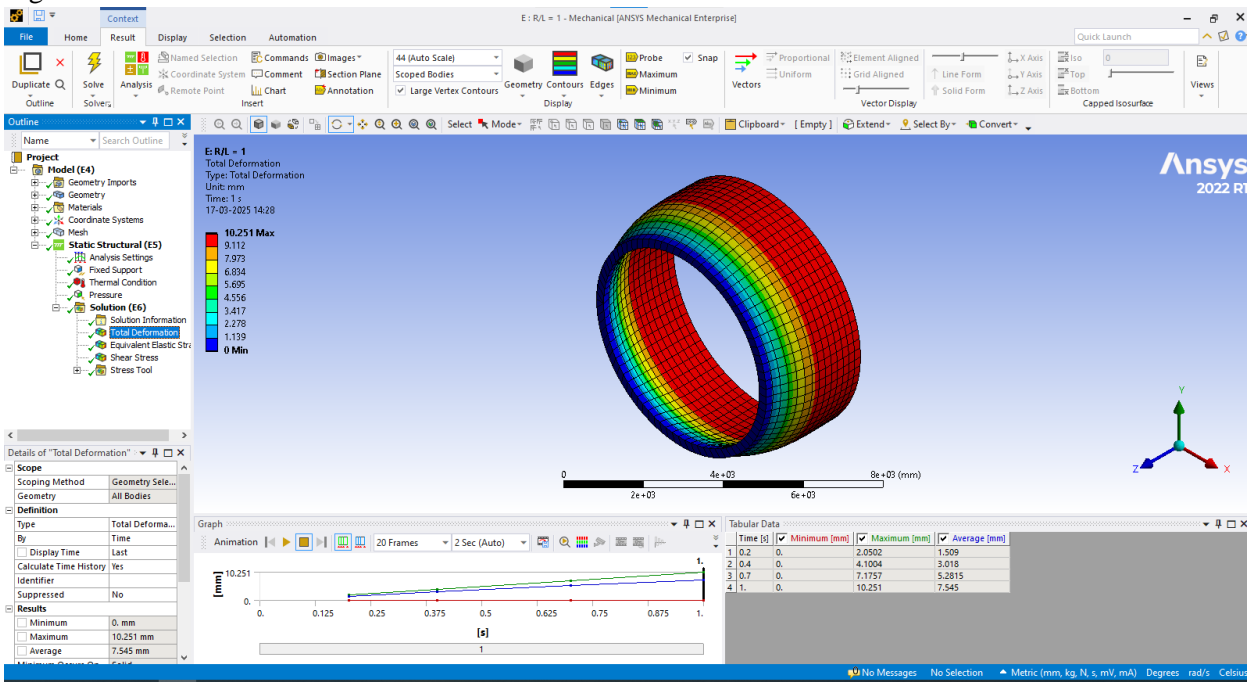 Context
E : R/L = 1 - Mechanical [ANSYS Mechanical Enterprise]
File Home Result Display Selection Automation
Quick Launch
Duplicate Q
Outline
Solve
Solver
Analysis
Named Selection
Coordinate System
Remote Point
Commands
Comment
Chart
Images
Section Plane
Annotation
Insert
44 (Auto Scale)
Scoped Bodies
Large Vertex Contours
Geometry Contours Edges
Probe
Maximum
Minimum
Snap
Display
Vectors
Proportional
Uniform
Element Aligned
Grid Aligned
Line Form
Solid Form
X Axis
Y Axis
Z Axis
Vector Display
Iso 0
Top
Bottom
Capped Isosurface
Views
Outline
Select Mode
Clipboard [ Empty ] Extend Select By Convert
Name Search Outline
Project
Model (E4)
Geometry Imports
Geometry
Materials
Coordinate Systems
Mesh
Static Structural (E5)
Analysis Settings
Fixed Support
Thermal Condition
Pressure
Solution (E6)
Solution Information
Total Deformation
Equivalent Elastic Stra
Shear Stress
Stress Tool
E: R/L = 1
Total Deformation
Type: Total Deformation
Unit: mm
Time: 1 s
17-03-2025 14:28
10.251 Max
9.112
7.973
6.834
5.695
4.556
3.417
2.278
1.139
0 Min
Ansys
2022 R1
0 4e+03 8e+03 (mm)
2e+03 6e+03
Y
Z X
Details of "Total Deformation"
Scope
Scoping Method Geometry Sele...
Geometry All Bodies
Definition
Type Total Deforma...
By Time
Display Time Last
Calculate Time History Yes
Identifier
Suppressed No
Results
Minimum 0. mm
Maximum 10.251 mm
Average 7.545 mm
Graph
Animation 20 Frames 2 Sec (Auto)
1.
10.251
[mm]
0.
0. 0.125 0.25 0.375 0.5 0.625 0.75 0.875 1.
[s]
1
Tabular Data
Time [s] Minimum [mm] Maximum [mm] Average [mm]
1 0.2 0. 2.0502 1.509
2 0.4 0. 4.1004 3.018
3 0.7 0. 7.1757 5.2815
4 1. 0. 10.251 7.545
No Messages No Selection Metric (mm, kg, N, s, mV, mA) Degrees rad/s Celsius